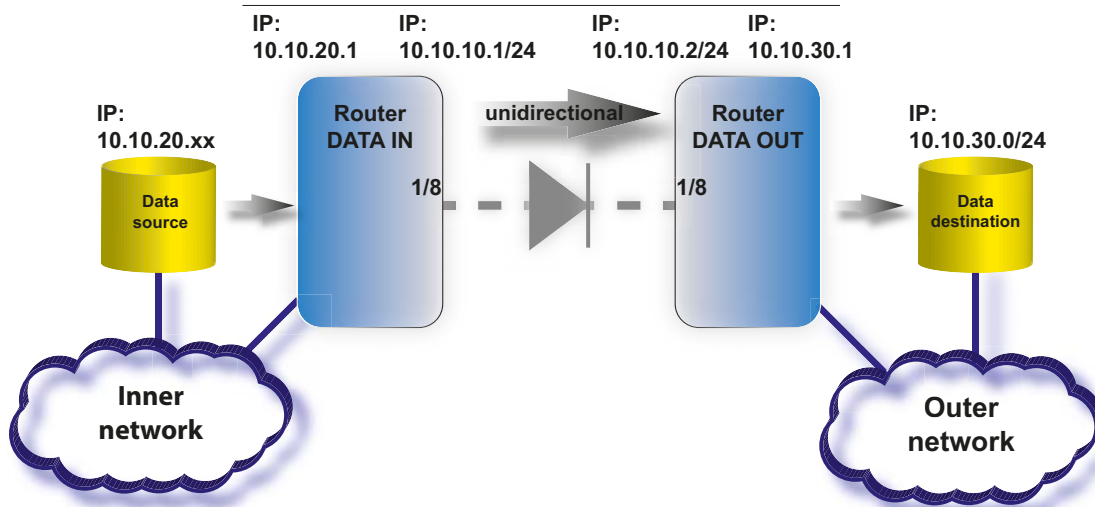 IP:
10.10.20.1
IP:
10.10.10.1/24
IP:
10.10.10.2/24
IP:
10.10.30.1
IP:
10.10.20.xx
Router
DATA IN
unidirectional
Router
DATA OUT
IP:
10.10.30.0/24
1/8
1/8
Data
source
Data
destination
Inner
network
Outer
network